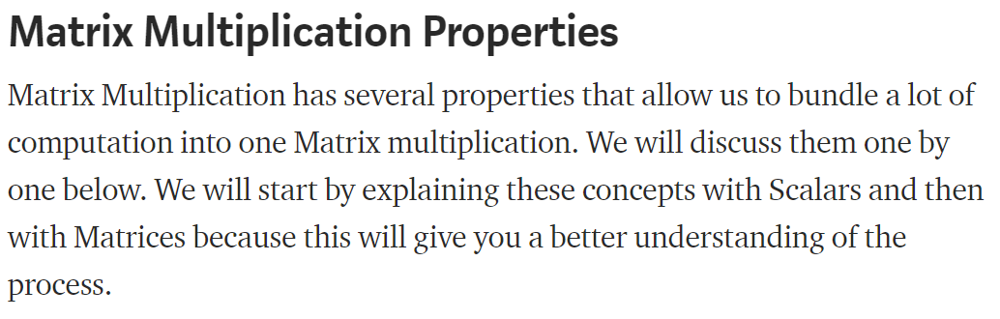 Matrix Multiplication Properties
Matrix Multiplication has several properties that allow us to bundle a lot of
computation into one Matrix multiplication. We will discuss them one by
one below. We will start by explaining these concepts with Scalars and then
with Matrices because this will give you a better understanding of the
process.